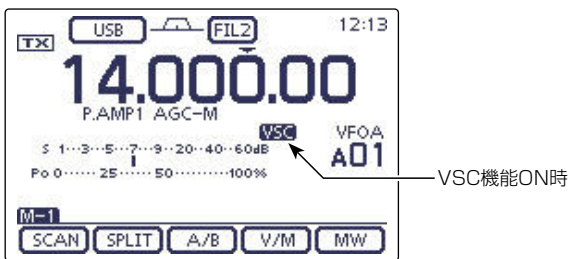 USB FIL2 12:13
TX
14.000.00
P.AMP1 AGC-M
VSC VFOA
S 1···3···5···7···9··20··40··60dB A01
Po 0······25······50··········100%
VSC機能ON時
M-1
SCAN SPLIT A/B V/M MW